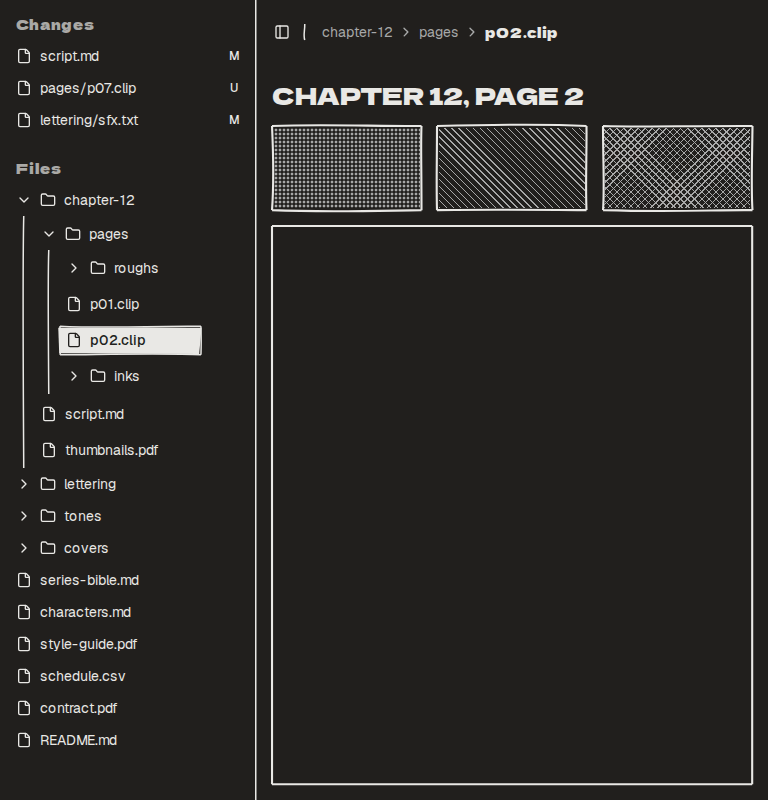 Changes
script.md M
pages/p07.clip U
lettering/sfx.txt M
Files
chapter-12
pages
roughs
p01.clip
p02.clip
inks
script.md
thumbnails.pdf
lettering
tones
covers
series-bible.md
characters.md
style-guide.pdf
schedule.csv
contract.pdf
README.md
chapter-12 > pages > p02.clip
CHAPTER 12, PAGE 2